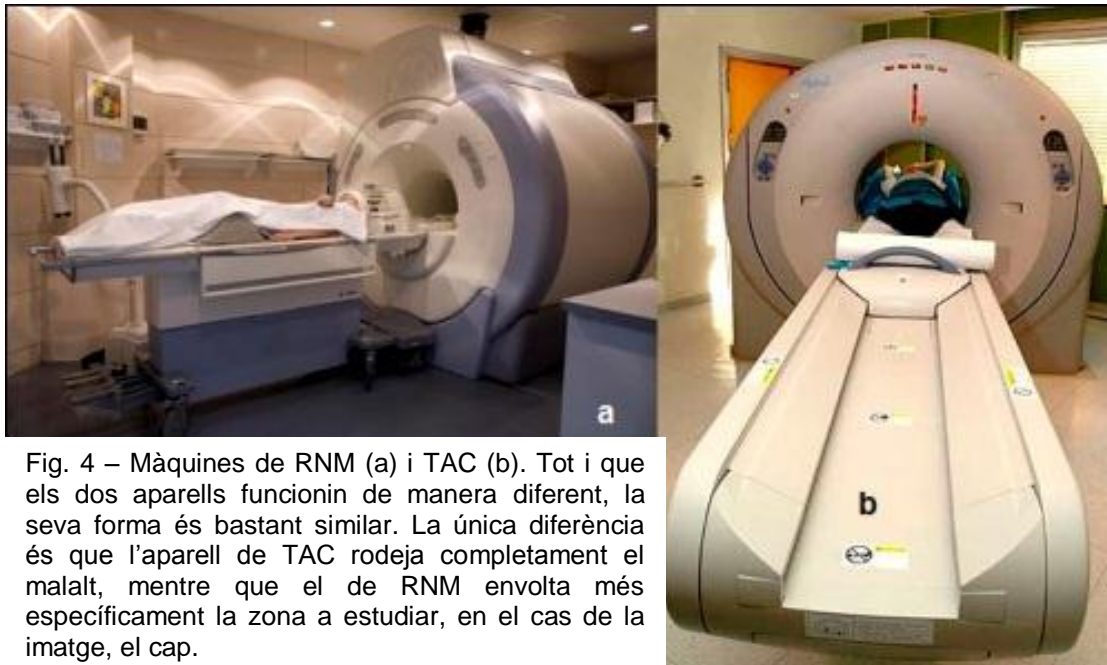 a
b
Fig. 4 – Màquines de RNM (a) i TAC (b). Tot i que
els dos aparells funcionin de manera diferent, la
seva forma és bastant similar. La única diferència
és que l'aparell de TAC rodeja completament el
malalt, mentre que el de RNM envolta més
específicament la zona a estudiar, en el cas de la
imatge, el cap.